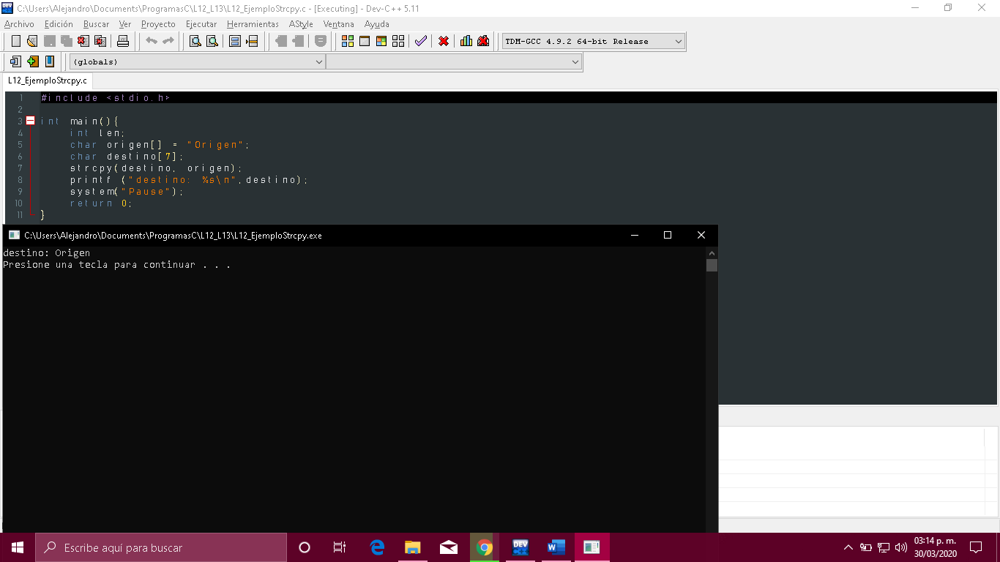 C:\Users\Alejandro\Documents\ProgramasC\L12_L13\L12_EjemploStrcpy.c - [Executing] - Dev-C++ 5.11
Archivo Edición Buscar Ver Proyecto Ejecutar Herramientas AStyle Ventana Ayuda
TDM-GCC 4.9.2 64-bit Release
(globals)
L12_EjemploStrcpy.c
1 #include <stdio.h>
2
3 int main(){
4 int len;
5 char origen[] = "Origen";
6 char destino[7];
7 strcpy(destino, origen);
8 printf ("destino: %s\n",destino);
9 system("Pause");
10 return 0;
11 }
C:\Users\Alejandro\Documents\ProgramasC\L12_L13\L12_EjemploStrcpy.exe
destino: Origen
Presione una tecla para continuar . . .
Escribe aquí para buscar
DEV
03:14 p. m.
30/03/2020